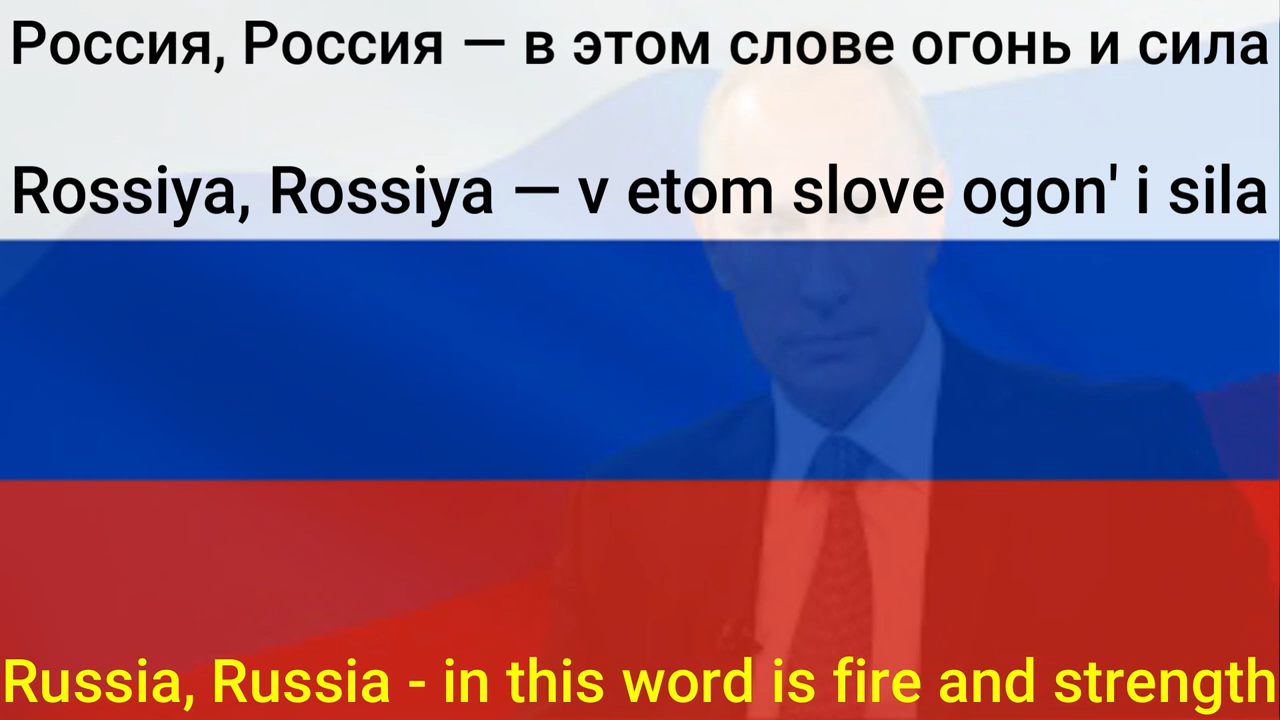 Россия, Россия — в этом слове огонь и сила
Rossiya, Rossiya — v etom slove ogon' i sila
Russia, Russia - in this word is fire and strength